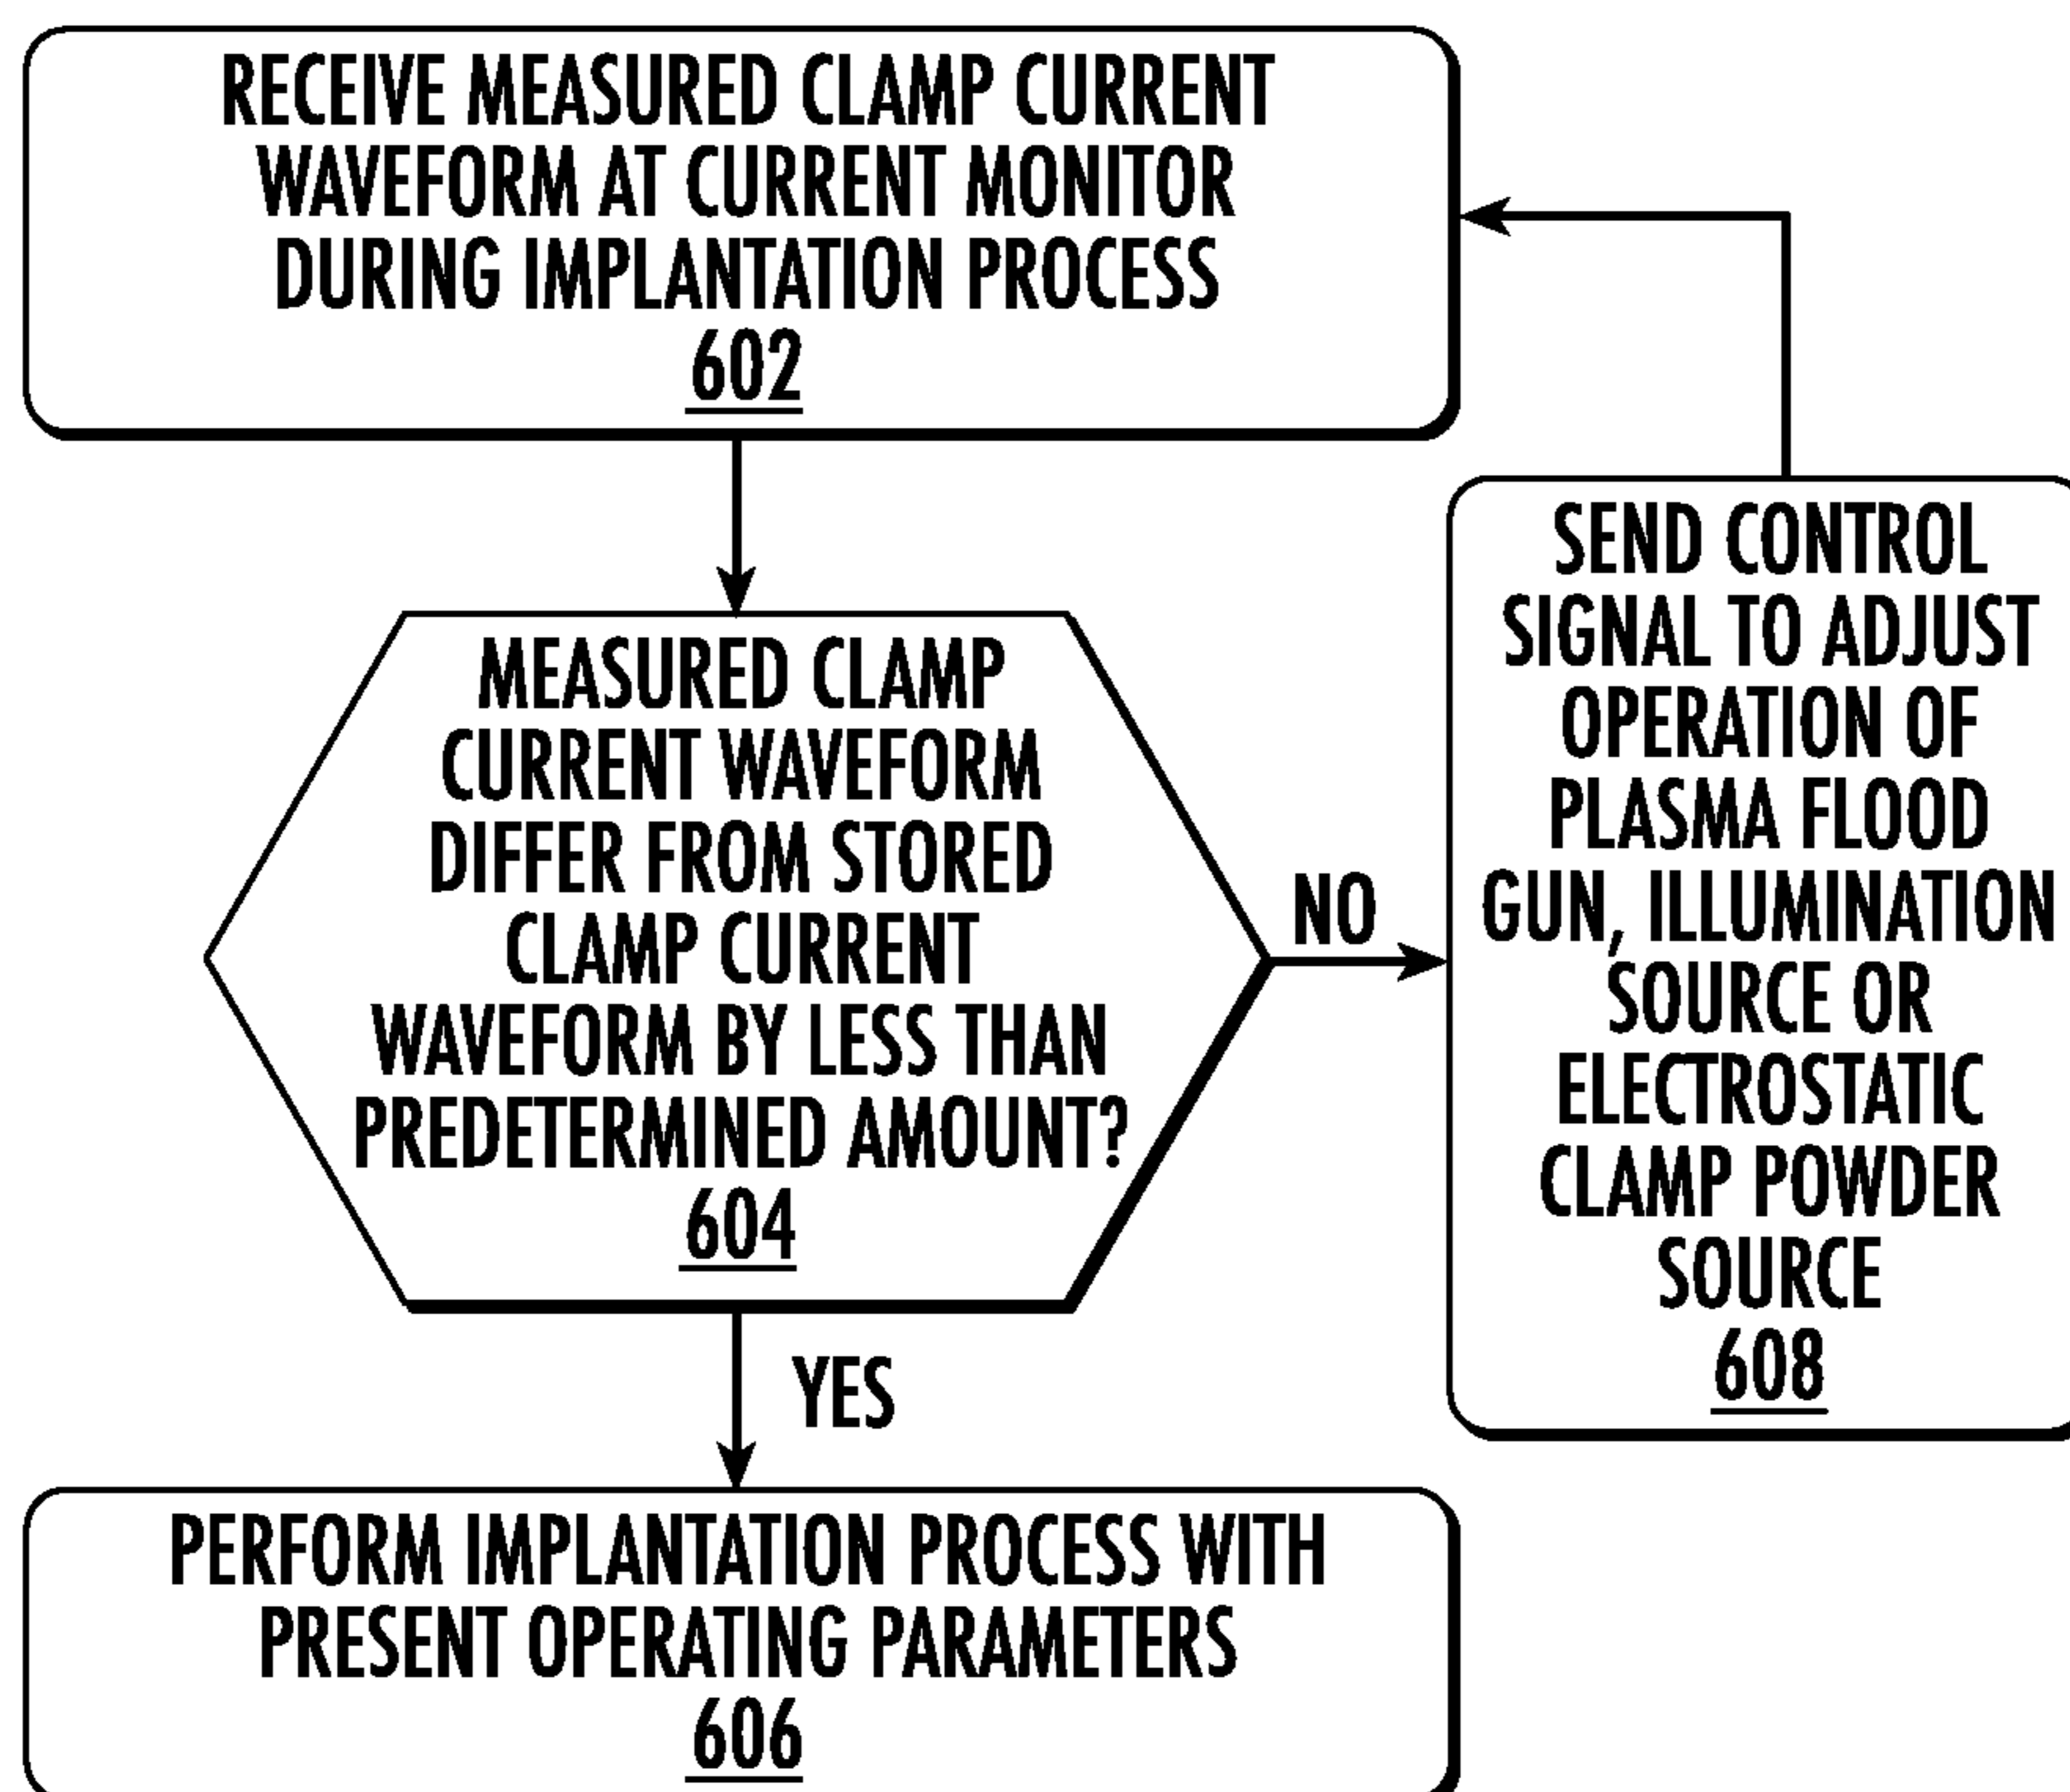 RECEIVE MEASURED CLAMP CURRENT
WAVEFORM AT CURRENT MONITOR
DURING IMPLANTATION PROCESS
602
MEASURED CLAMP
CURRENT WAVEFORM
DIFFER FROM STORED
CLAMP CURRENT
WAVEFORM BY LESS THAN
PREDETERMINED AMOUNT?
604
NO
SEND CONTROL
SIGNAL TO ADJUST
OPERATION OF
PLASMA FLOOD
GUN, ILLUMINATION
SOURCE OR
ELECTROSTATIC
CLAMP POWDER
SOURCE
608
YES
PERFORM IMPLANTATION PROCESS WITH
PRESENT OPERATING PARAMETERS
606